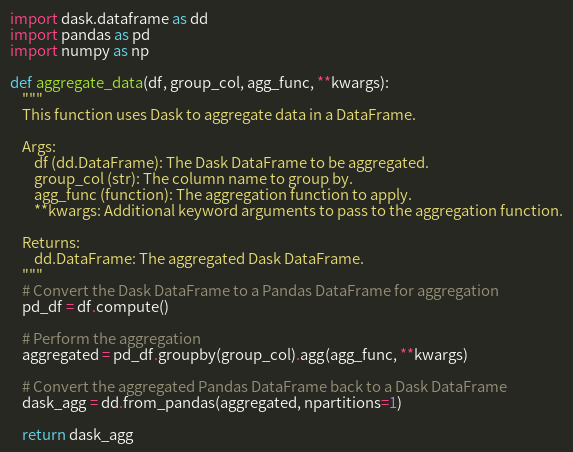 import dask.dataframe as dd
import pandas as pd
import numpy as np

def aggregate_data(df, group_col, agg_func, **kwargs):
    """
    This function uses Dask to aggregate data in a DataFrame.

    Args:
        df (dd.DataFrame): The Dask DataFrame to be aggregated.
        group_col (str): The column name to group by.
        agg_func (function): The aggregation function to apply.
        **kwargs: Additional keyword arguments to pass to the aggregation function.

    Returns:
        dd.DataFrame: The aggregated Dask DataFrame.
    """
    # Convert the Dask DataFrame to a Pandas DataFrame for aggregation
    pd_df = df.compute()

    # Perform the aggregation
    aggregated = pd_df.groupby(group_col).agg(agg_func, **kwargs)

    # Convert the aggregated Pandas DataFrame back to a Dask DataFrame
    dask_agg = dd.from_pandas(aggregated, npartitions=1)

    return dask_agg